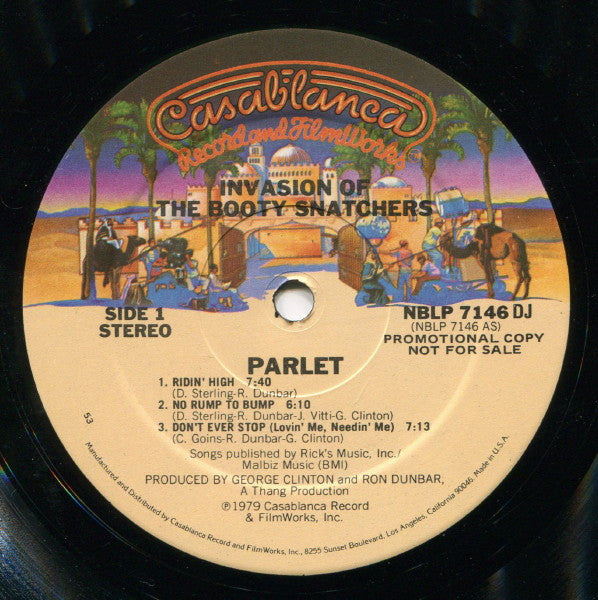 Casablanca
Record and FilmWorks
INVASION OF
THE BOOTY SNATCHERS
SIDE 1
STEREO
NBLP 7146 DJ
(NBLP 7146 AS)
PROMOTIONAL COPY
NOT FOR SALE
PARLET
1. RIDIN' HIGH 7:40
(D. Sterling-R. Dunbar)
2. NO RUMP TO BUMP 6:10
(D. Sterling-R. Dunbar-J. Vitti-G. Clinton)
3. DON'T EVER STOP (Lovin' Me, Needin' Me) 7:13
(C. Goins-R. Dunbar-G. Clinton)
Songs published by Rick's Music, Inc./
Malbiz Music (BMI)
PRODUCED BY GEORGE CLINTON and RON DUNBAR,
A Thang Production
℗1979 Casablanca Record
& FilmWorks, Inc.
53
Manufactured and Distributed by Casablanca Record and FilmWorks, Inc., 8255 Sunset Boulevard, Los Angeles, California 90046. Made in U.S.A.